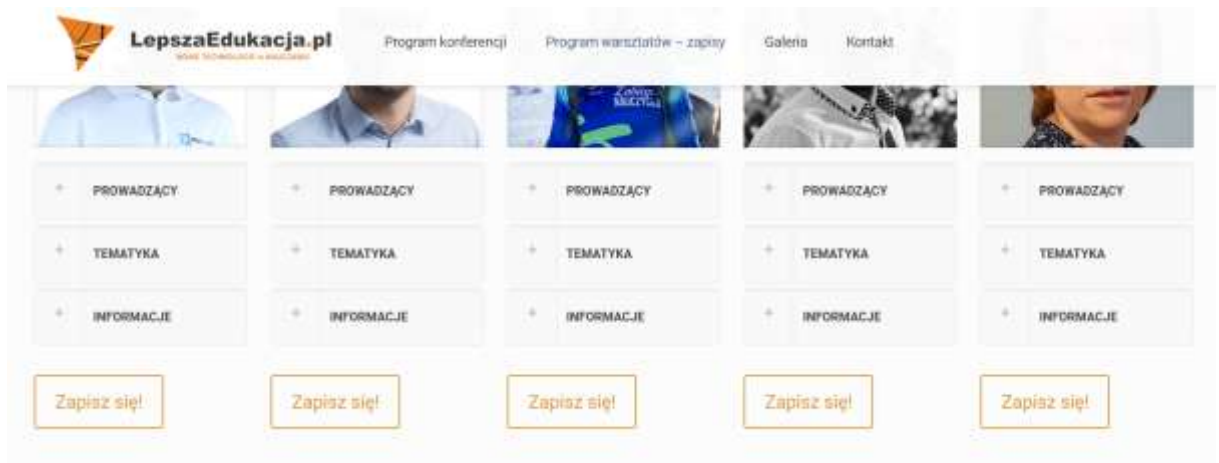 LepszaEdukacja.pl
Program konferencji Program warsztatów – zapisy Galeria Kontakt
+ PROWADZĄCY + PROWADZĄCY + PROWADZĄCY + PROWADZĄCY + PROWADZĄCY
+ TEMATYKA + TEMATYKA + TEMATYKA + TEMATYKA + TEMATYKA
+ INFORMACJE + INFORMACJE + INFORMACJE + INFORMACJE + INFORMACJE
Zapisz się! Zapisz się! Zapisz się! Zapisz się! Zapisz się!